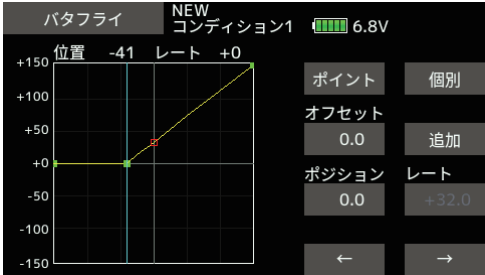 バタフライ
NEW
コンディション1
6.8V
位置 -41 レート +0
+150
+100
+50
+0
-50
-100
-150
ポイント 個別
オフセット
0.0 追加
ポジション レート
0.0 +32.0
← →